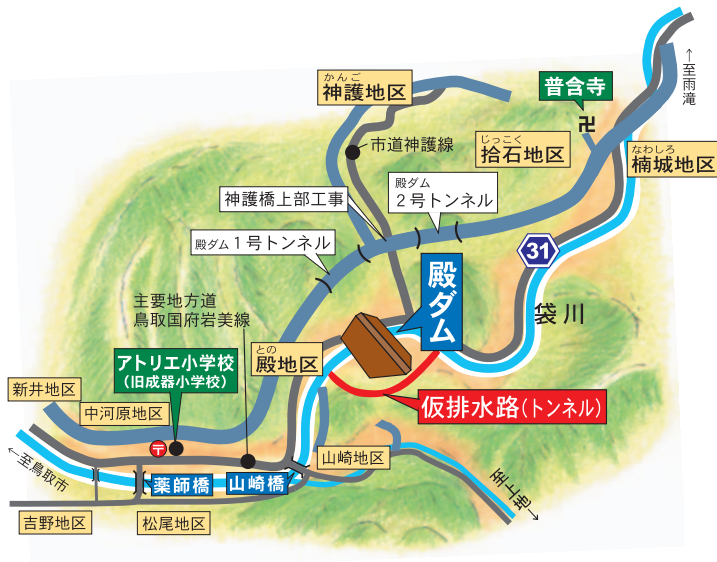 かんご
神護地区
普含寺
卍
←至雨滝
市道神護線
じっこく
拾石地区
なわしろ
楠城地区
神護橋上部工事
殿ダム
2号トンネル
殿ダム1号トンネル
31
殿ダム
袋川
主要地方道
鳥取国府岩美線
との
殿地区
アトリエ小学校
(旧成器小学校)
新井地区
中河原地区
仮排水路(トンネル)
〒
←至鳥取市
薬師橋
山崎橋
山崎地区
至上地→
吉野地区
松尾地区